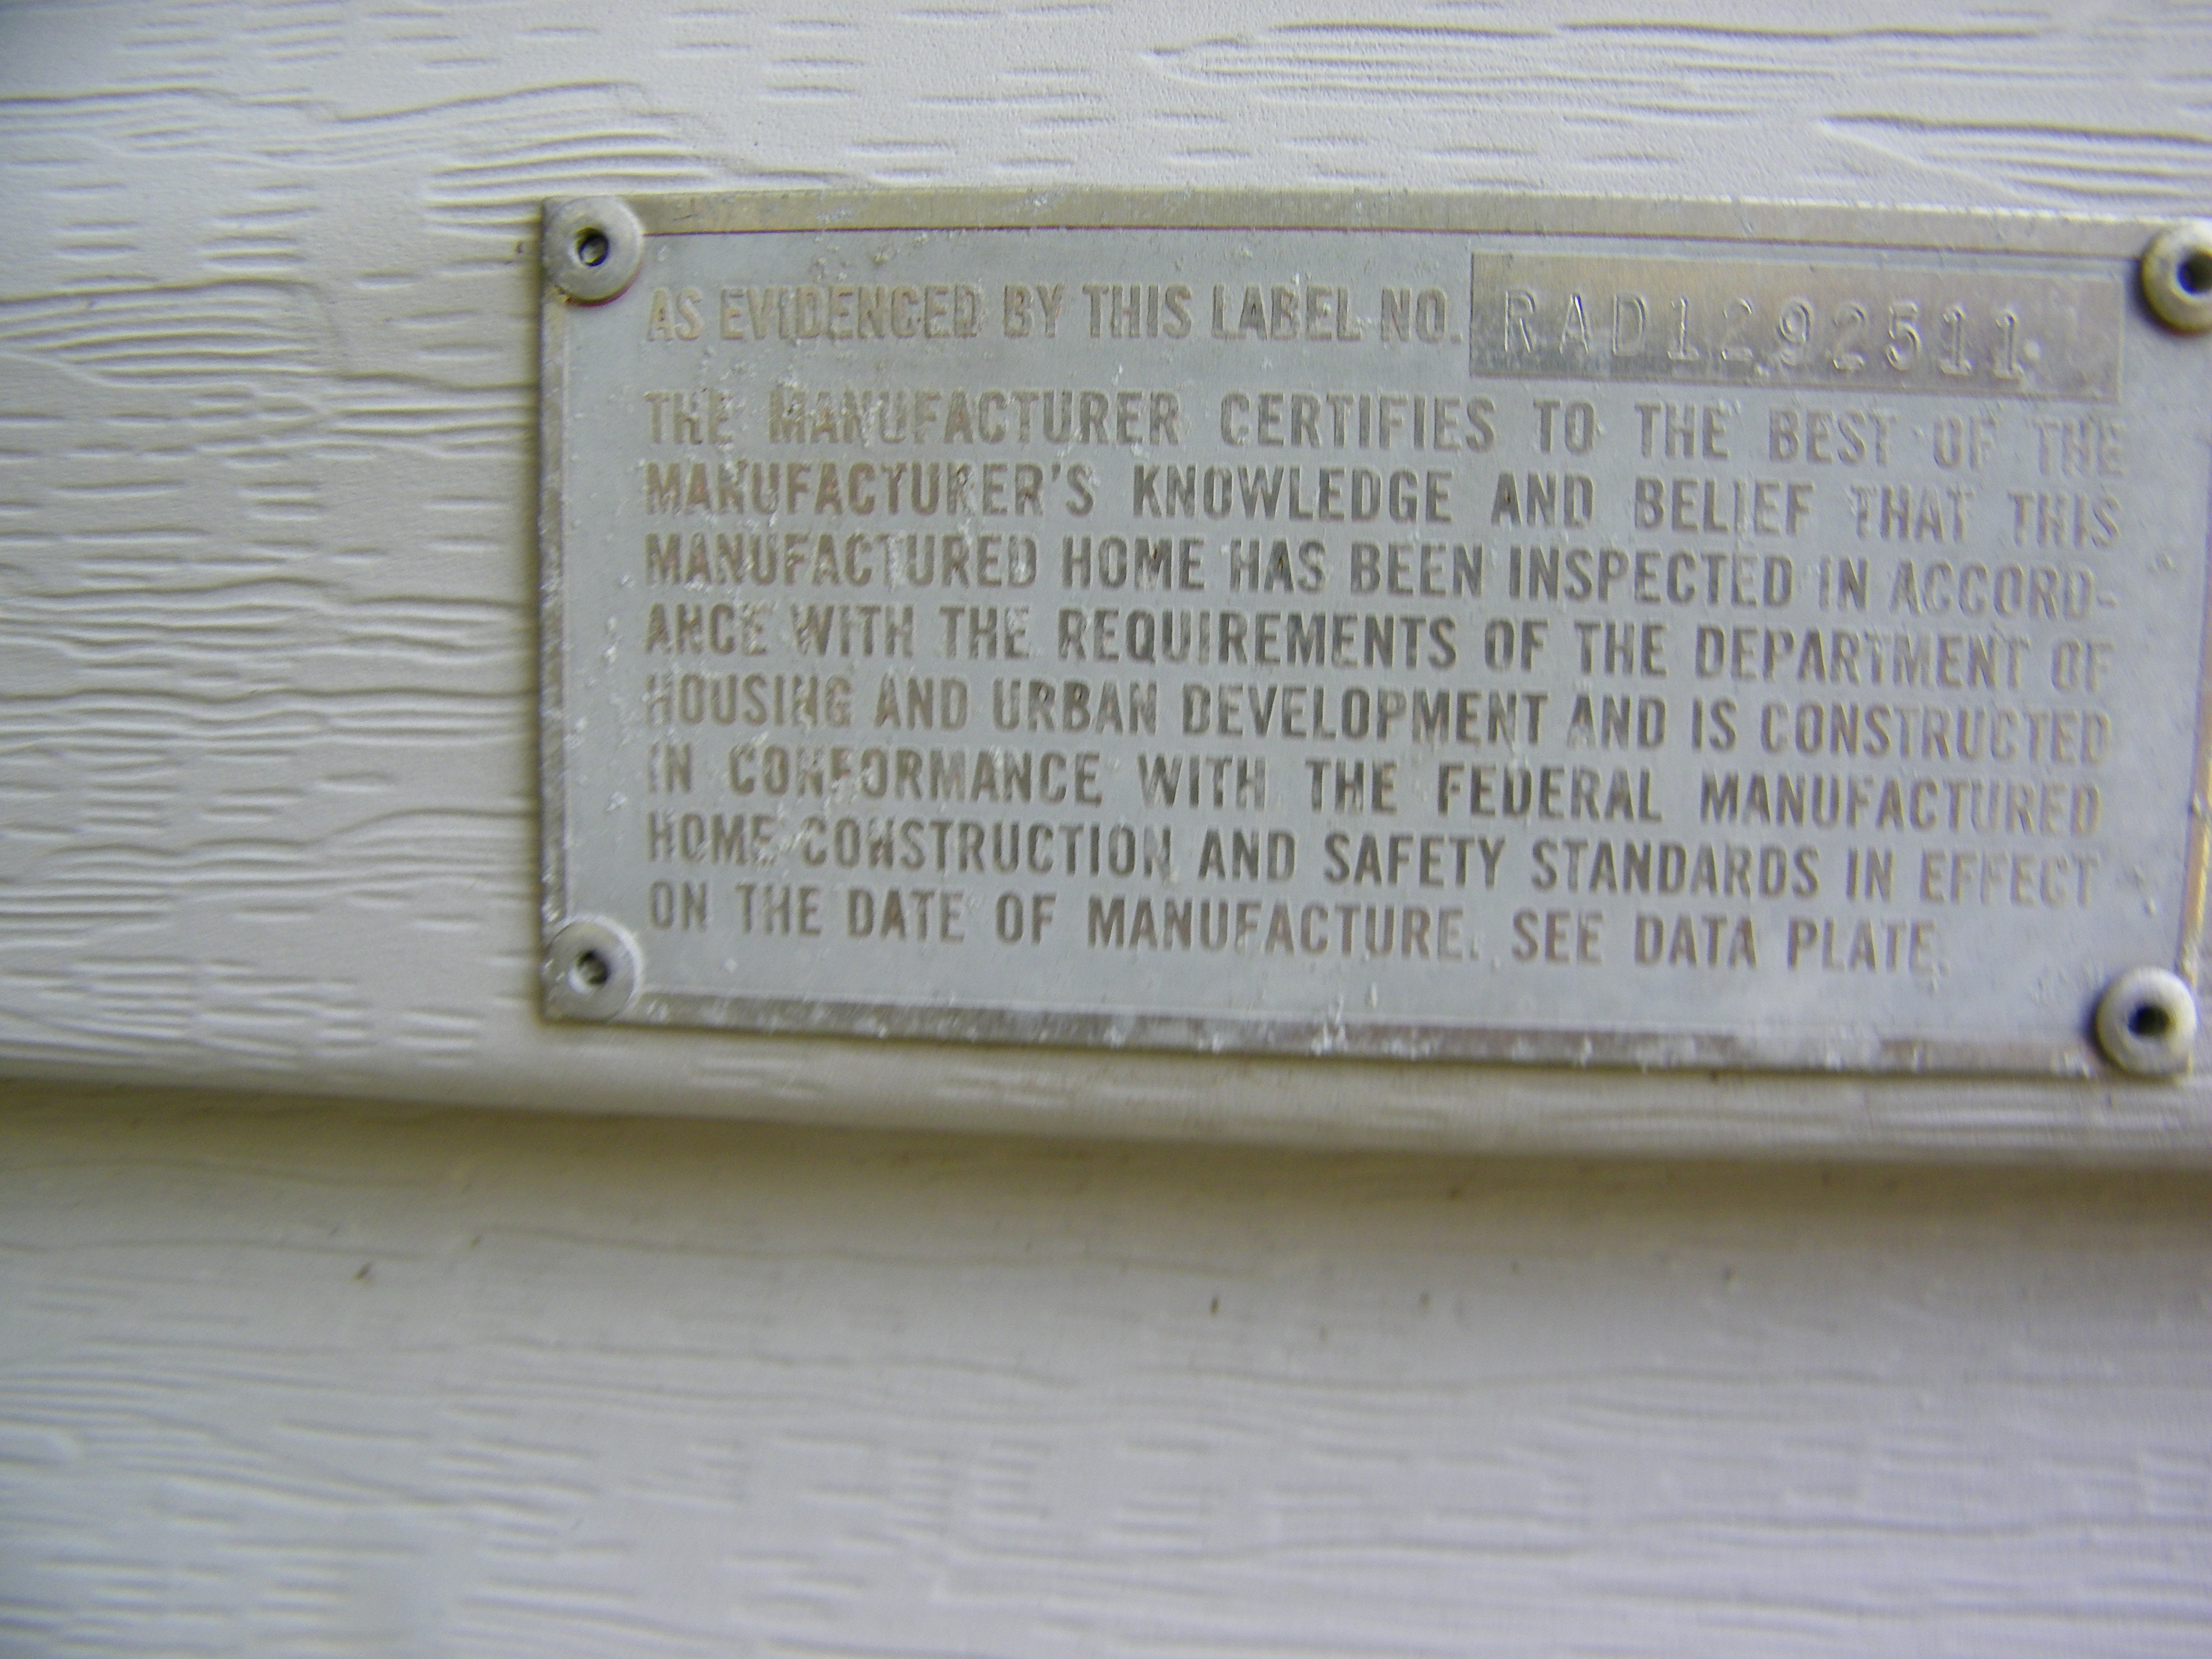 AS EVIDENCED BY THIS LABEL NO. RAD1292511
THE MANUFACTURER CERTIFIES TO THE BEST OF THE
MANUFACTURER'S KNOWLEDGE AND BELIEF THAT THIS
MANUFACTURED HOME HAS BEEN INSPECTED IN ACCORD-
ANCE WITH THE REQUIREMENTS OF THE DEPARTMENT OF
HOUSING AND URBAN DEVELOPMENT AND IS CONSTRUCTED
IN CONFORMANCE WITH THE FEDERAL MANUFACTURED
HOME CONSTRUCTION AND SAFETY STANDARDS IN EFFECT
ON THE DATE OF MANUFACTURE. SEE DATA PLATE.